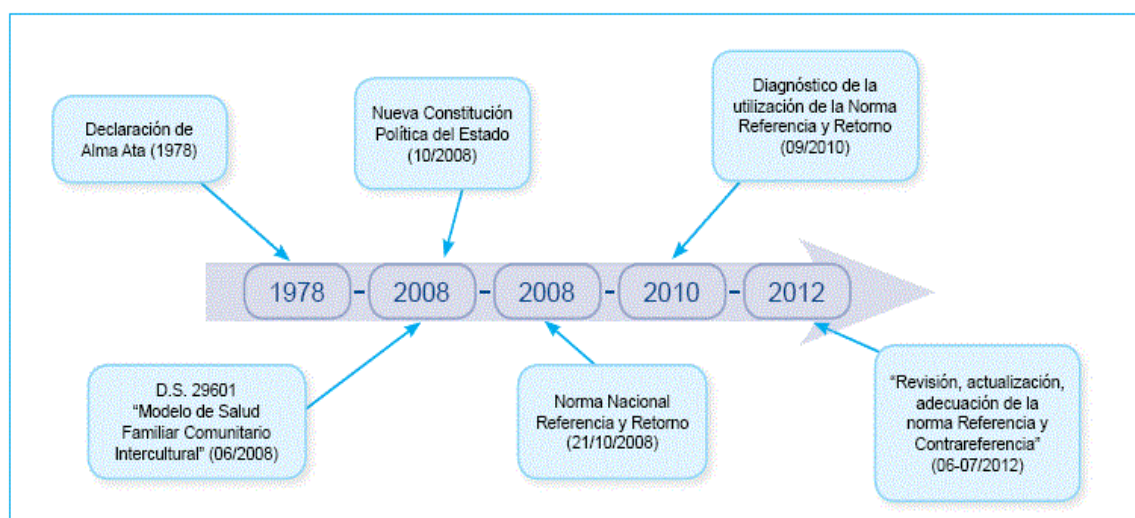 Declaración de
Alma Ata (1978)
Nueva Constitución
Política del Estado
(10/2008)
Diagnóstico de la
utilización de la Norma
Referencia y Retorno
(09/2010)
1978 - 2008 - 2008 - 2010 - 2012
D.S. 29601
“Modelo de Salud
Familiar Comunitario
Intercultural” (06/2008)
Norma Nacional
Referencia y Retorno
(21/10/2008)
“Revisión, actualización,
adecuación de la
norma Referencia y
Contrareferencia”
(06-07/2012)